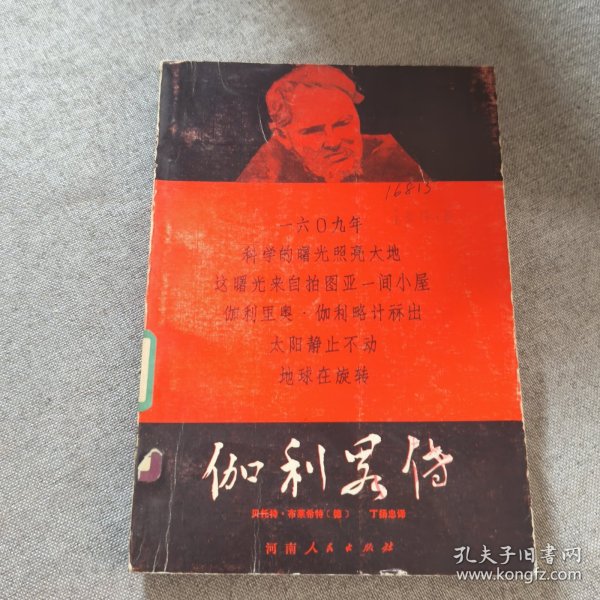 16813
一六〇九年
科学的曙光照亮大地
这曙光来自拍图亚一间小屋
伽利里奥·伽利略计祘出
太阳静止不动
地球在旋转
伽利畧传
贝托特·布莱希特〔德〕 丁扬忠译
河南人民出版社
孔夫子旧书网
www.kongfz.com